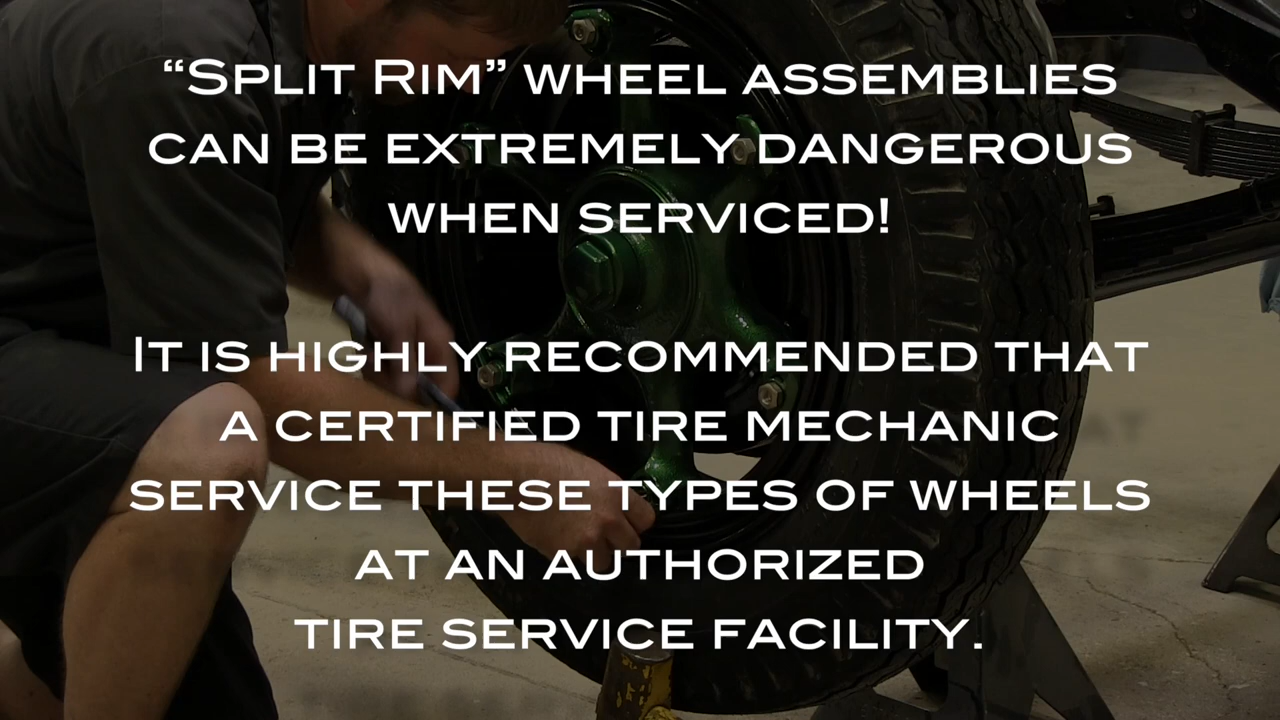 “Split Rim” wheel assemblies
can be extremely dangerous
when serviced!
It is highly recommended that
a certified tire mechanic
service these types of wheels
at an authorized
tire service facility.